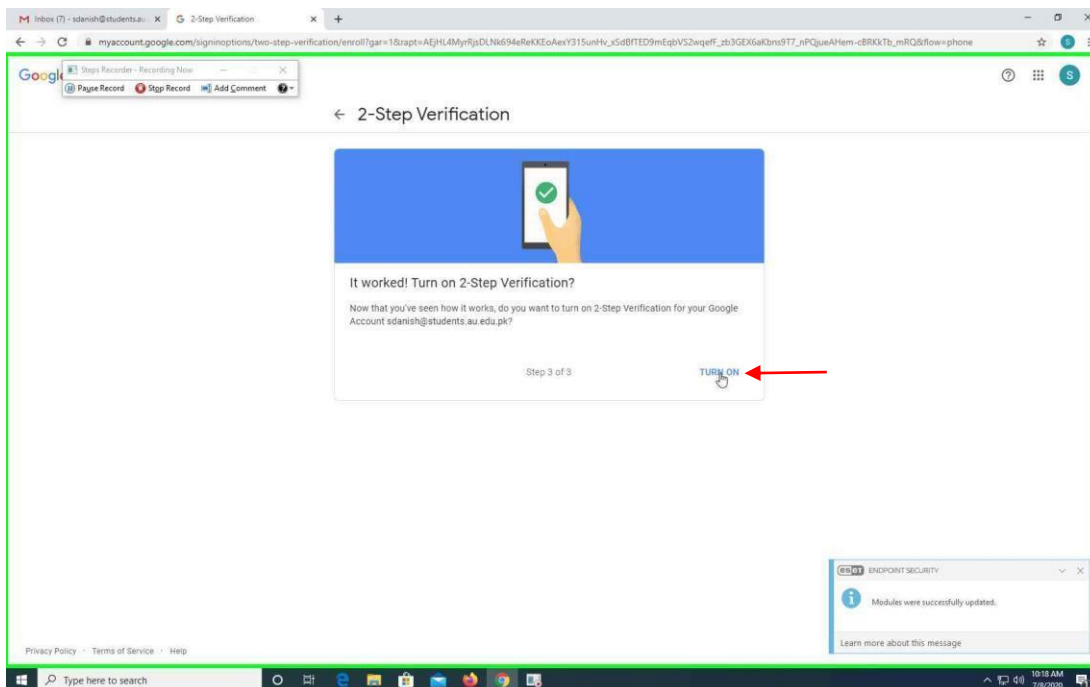 Inbox (7) - sdanish@students.au
2-Step Verification
myaccount.google.com/signinoptions/two-step-verification/enroll?gar=1&rapt=AEjHL4MyrRjsDLNk694eReKKEoAexY315unHv_xSdBfTED9mEqbVS2wqefF_zb3GEX6aKbns9T7_nPQjueAHem-cBRKkTb_mRQ&flow=phone
Googl
Steps Recorder - Recording Now
Pause Record Stop Record Add Comment
S
2-Step Verification
It worked! Turn on 2-Step Verification?
Now that you've seen how it works, do you want to turn on 2-Step Verification for your Google
Account sdanish@students.au.edu.pk?
Step 3 of 3 TURN ON
eset ENDPOINT SECURITY
Modules were successfully updated.
Learn more about this message
Privacy Policy · Terms of Service · Help
Type here to search
10:18 AM
7/8/2020